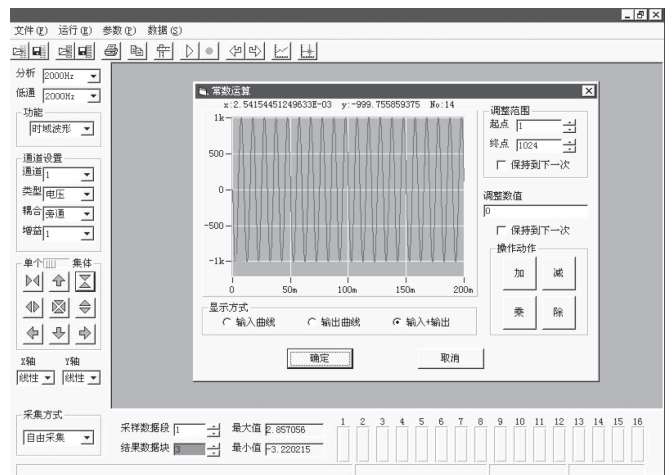 文件(F) 运行(R) 参数(P) 数据(S)
分析 2000Hz
低通 2000Hz
功能
时域波形
通道设置
通道 1
类型 电压
耦合 旁通
增益 1
单个 集体
X轴 Y轴
线性 线性
采集方式
自由采集
常数运算
x:2.54154451249633E-03 y:-999.755859375 No:14
1k
500
0
-500
-1k
0 50m 100m 150m 200m
显示方式
输入曲线 输出曲线 输入+输出
确定 取消
调整范围
起点 1
终点 1024
保持到下一次
调整数值
0
保持到下一次
操作动作
加 减
乘 除
采样数据段 1 最大值 2.857056
结果数据块 3 最小值 -3.220215
1 2 3 4 5 6 7 8 9 10 11 12 13 14 15 16